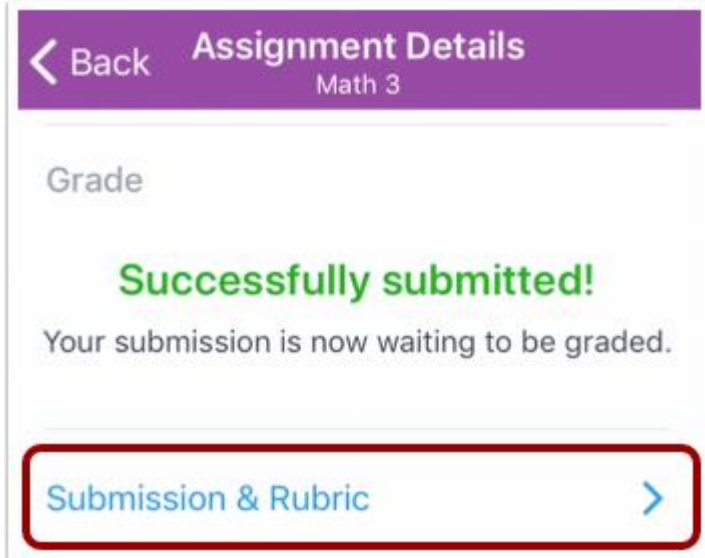 Back
Assignment Details
Math 3
Grade
Successfully submitted!
Your submission is now waiting to be graded.
Submission & Rubric